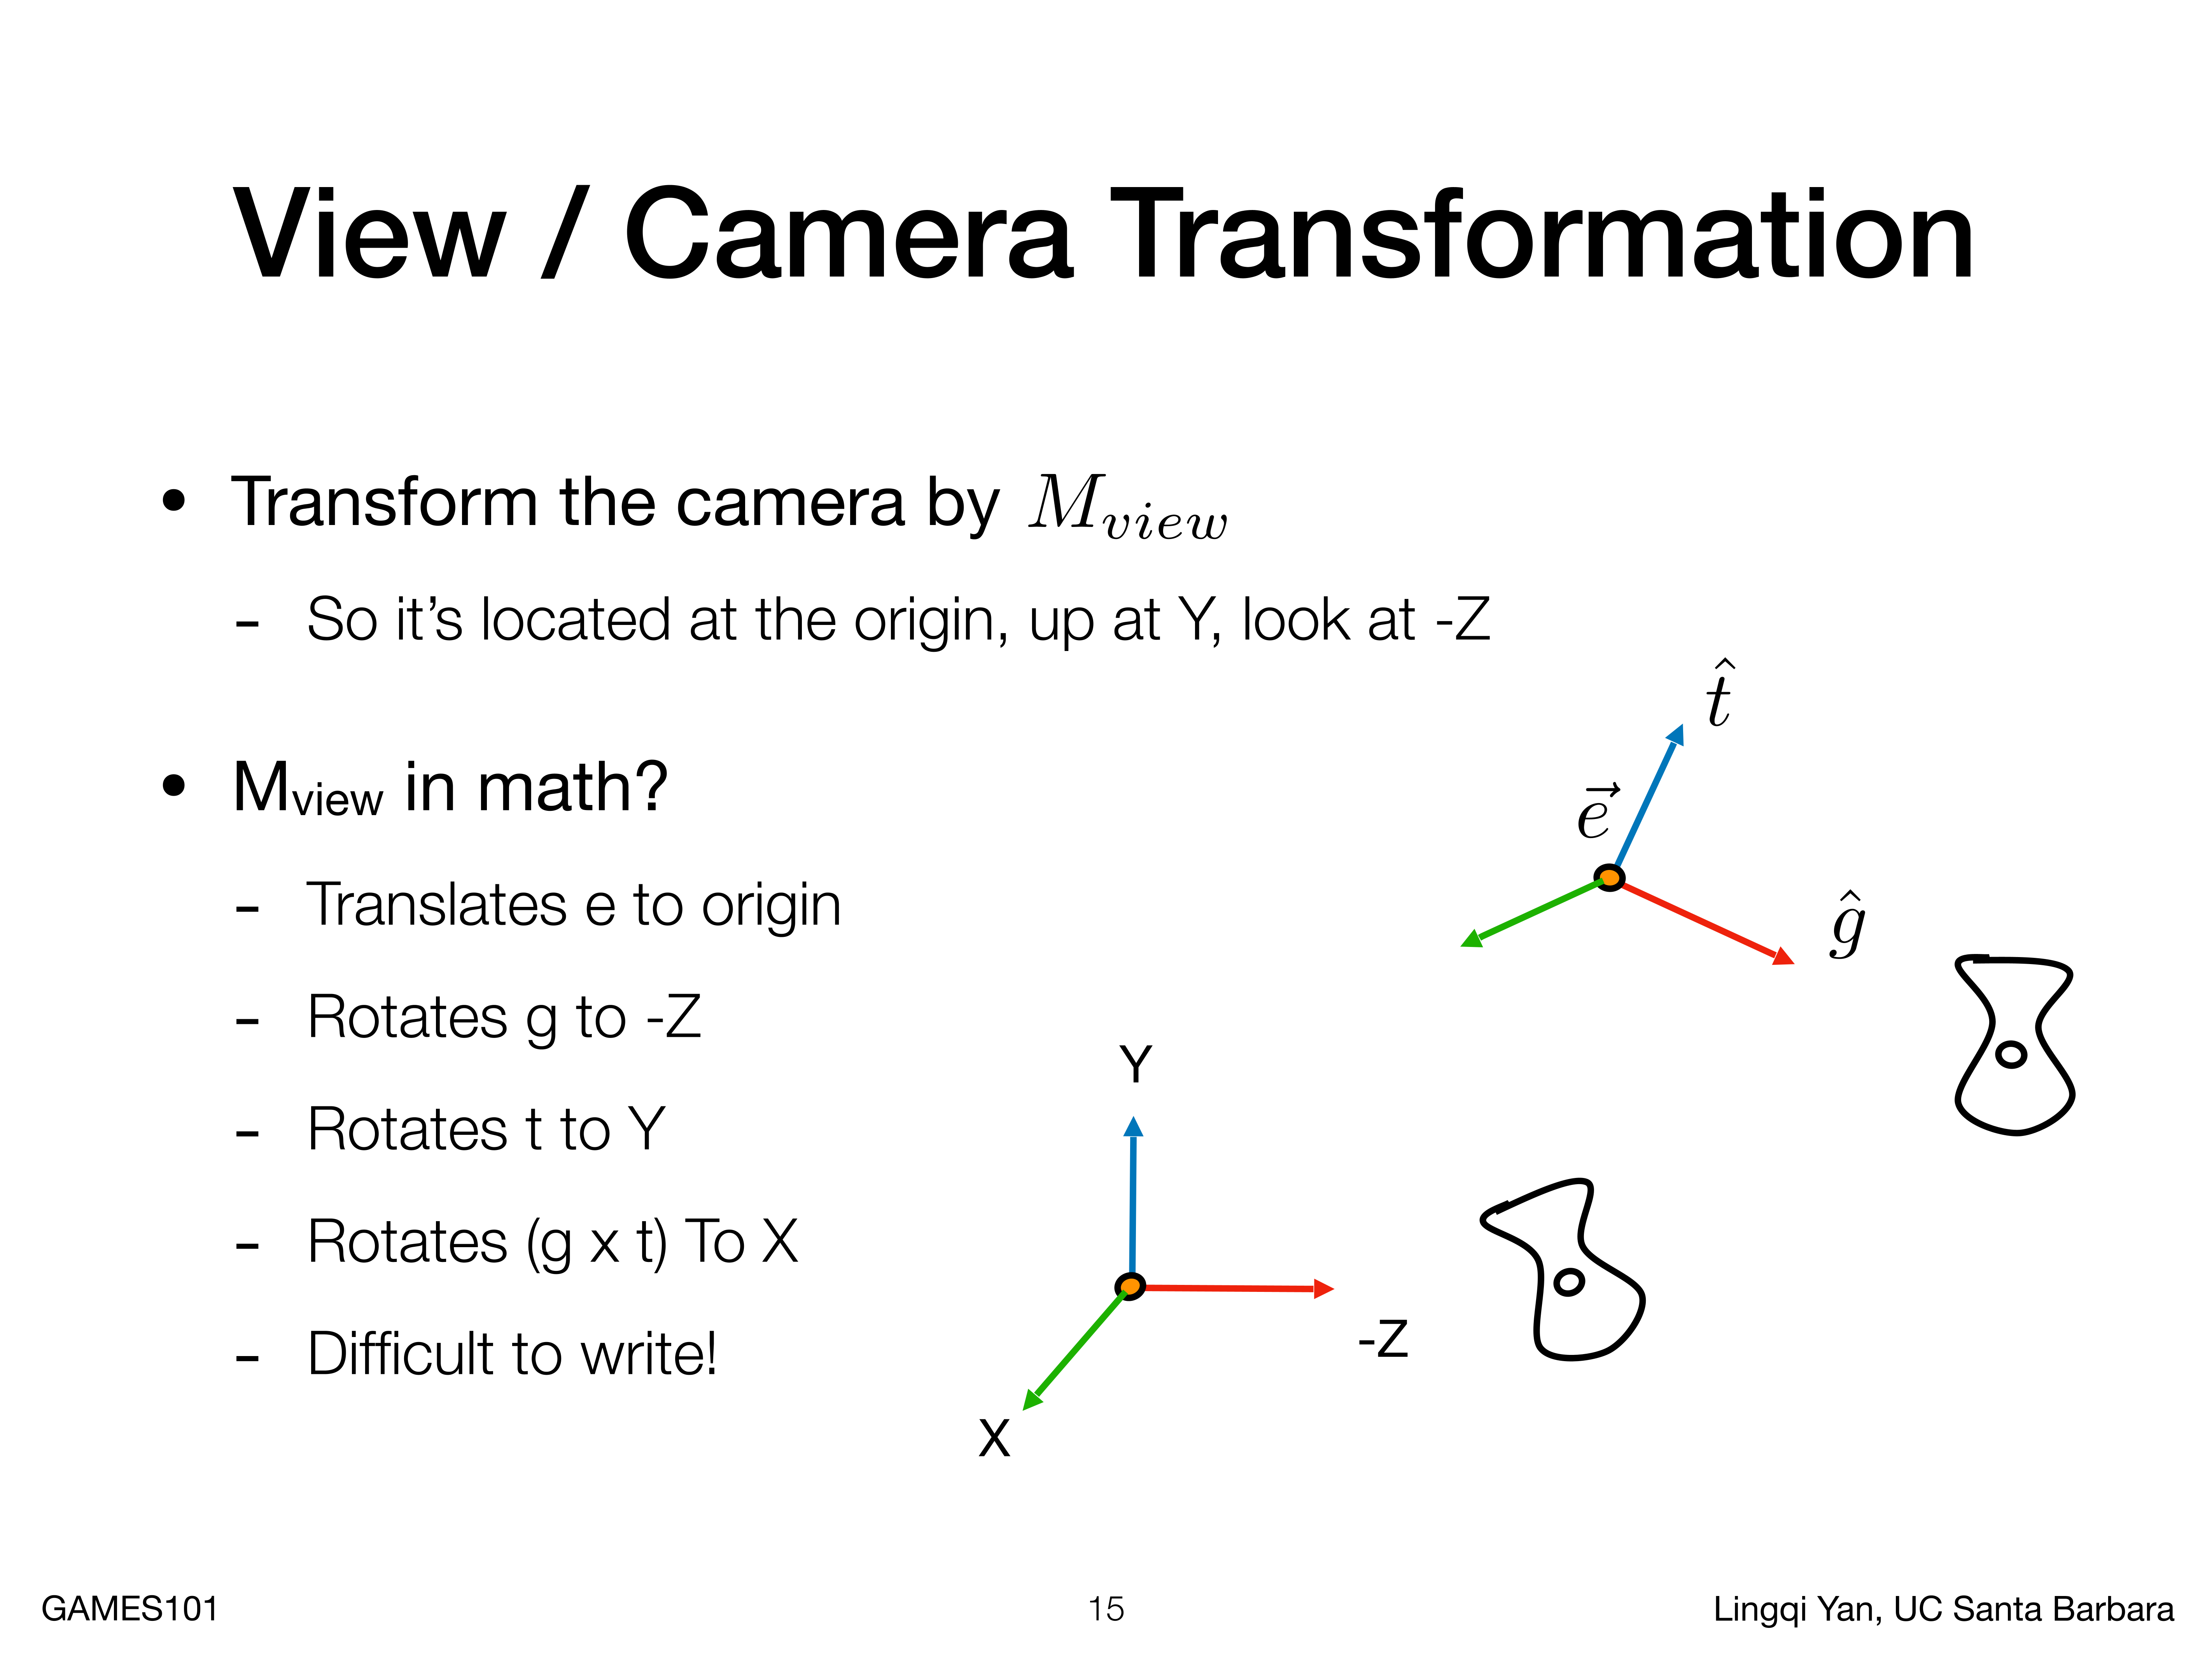 View / Camera Transformation
• Transform the camera by $M_{view}$
- So it’s located at the origin, up at Y, look at -Z
• M_view in math?
- Translates e to origin
- Rotates g to -Z
- Rotates t to Y
- Rotates (g x t) To X
- Difficult to write!
$\hat{t}$
$\vec{e}$
$\hat{g}$
Y
-Z
X
GAMES101
15
Lingqi Yan, UC Santa Barbara